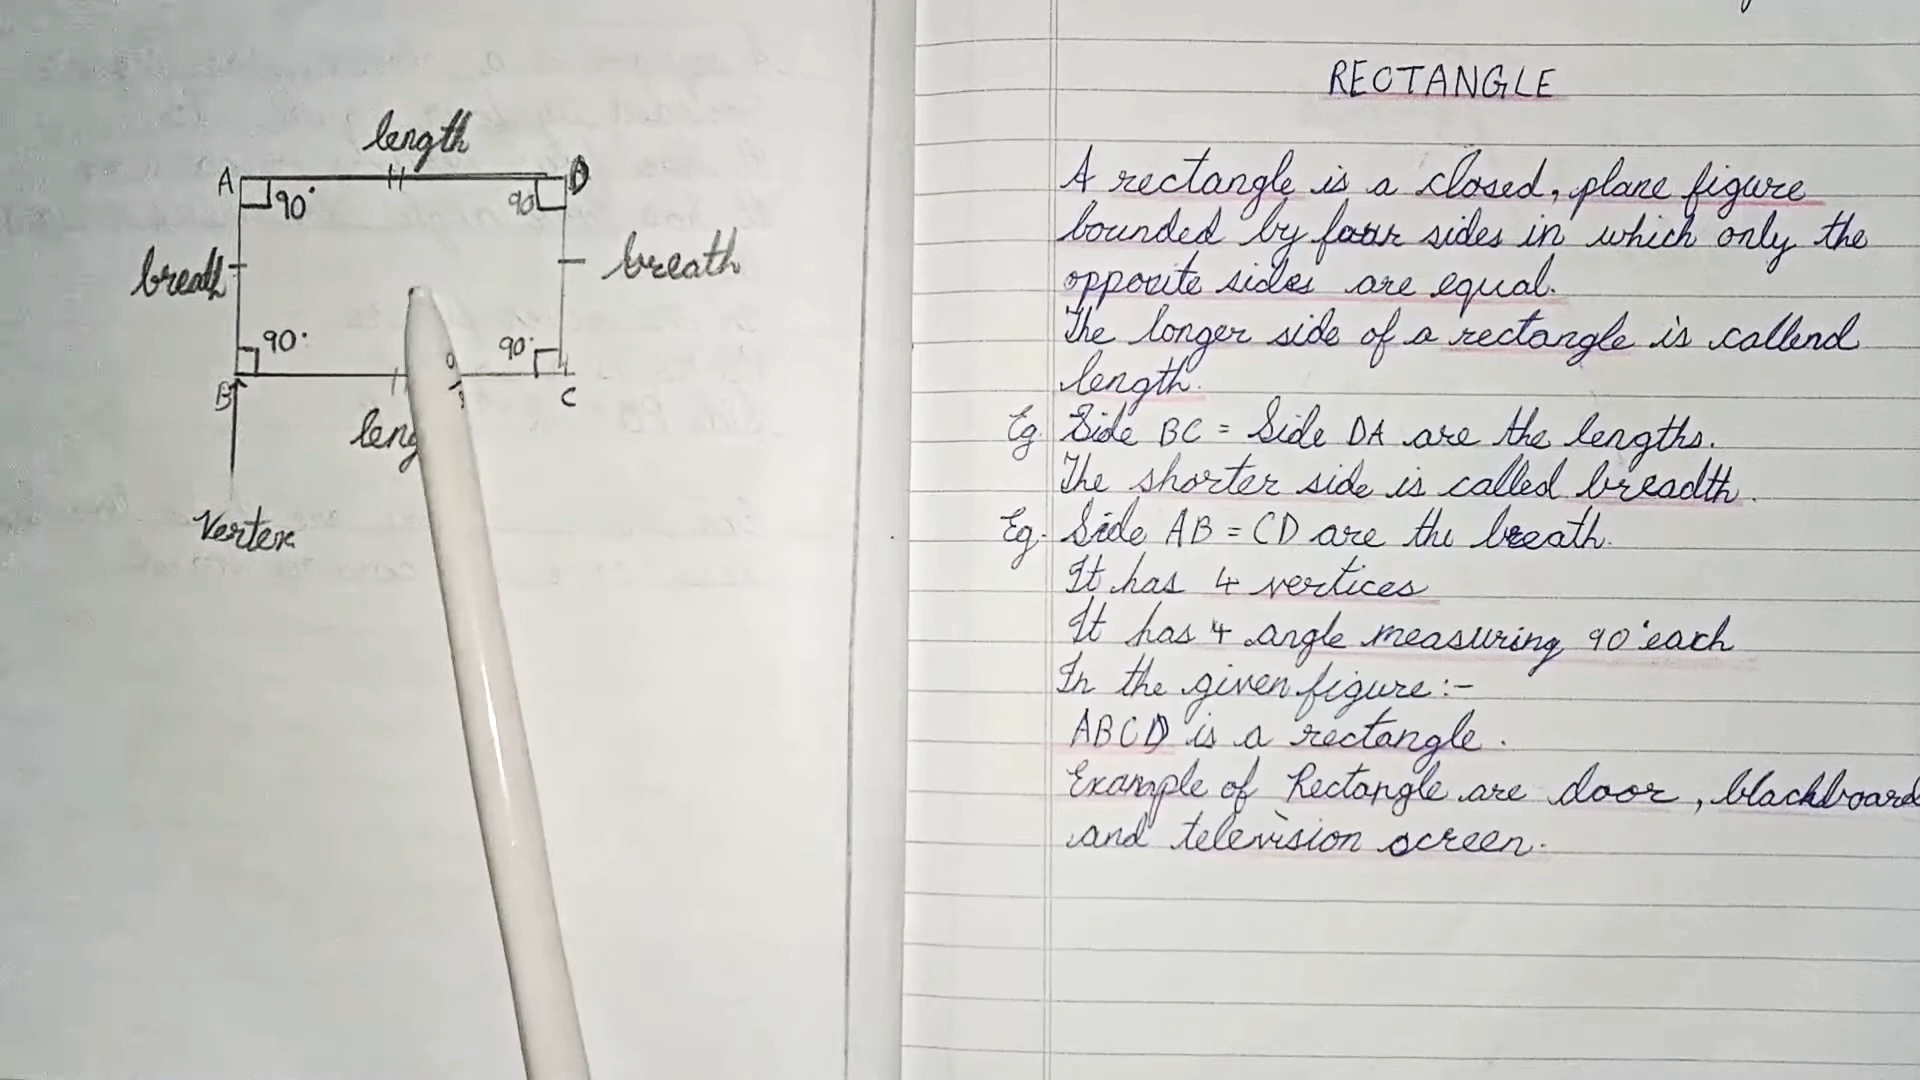 length
A 90° 90 D
breath breath
90° 90°
B C
leng
Vertex
RECTANGLE
A rectangle is a closed, plane figure
bounded by four sides in which only the
opposite sides are equal.
The longer side of a rectangle is callend
length.
Eg. Side BC = Side DA are the lengths.
The shorter side is called breadth.
Eg. Side AB = CD are the breath.
It has 4 vertices
It has 4 angle measuring 90° each
In the given figure :-
ABCD is a rectangle.
Example of Rectangle are door, blackboard
and television screen.